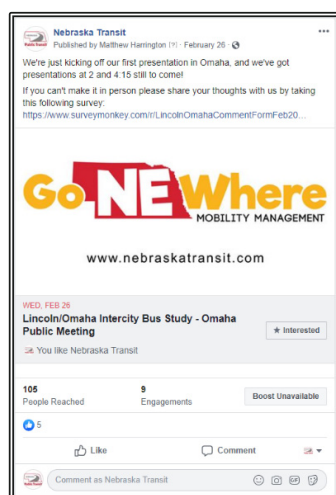 Nebraska Transit
Published by Matthew Harrington [?] · February 26 ·
We're just kicking off our first presentation in Omaha, and we've got
presentations at 2 and 4:15 still to come!
If you can't make it in person please share your thoughts with us by taking
this following survey:
https://www.surveymonkey.com/r/LincolnOmahaCommentFormFeb20...
Go NE Where
MOBILITY MANAGEMENT
www.nebraskatransit.com
WED, FEB 26
Lincoln/Omaha Intercity Bus Study - Omaha
Public Meeting
★ Interested
You like Nebraska Transit
105
People Reached
9
Engagements
Boost Unavailable
5
Like
Comment
Comment as Nebraska Transit
GIF